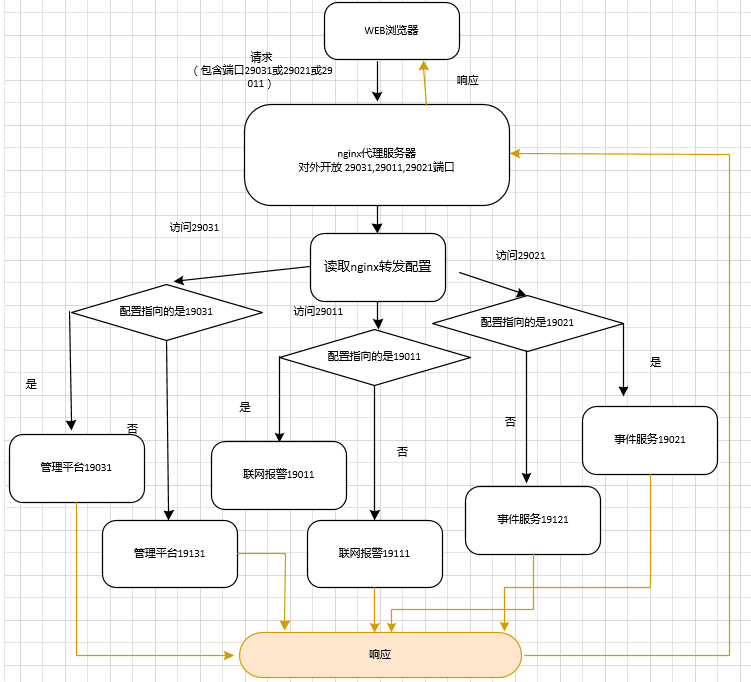 WEB浏览器
请求
（包含端口29031或29021或29
011）
响应
nginx代理服务器
对外开放 29031,29011,29021端口
访问29031
读取nginx转发配置
访问29021
配置指向的是19031
访问29011
配置指向的是19021
配置指向的是19011
是
是
是
否
否
否
管理平台19031
联网报警19011
事件服务19021
事件服务19121
管理平台19131
联网报警19111
响应